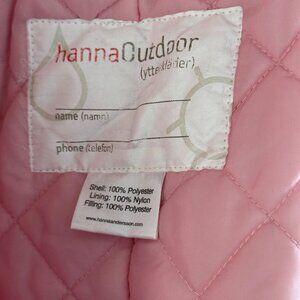 hannaOutdoor
(ytterkläder)
name (namn)
phone (telefon)
Shell: 100% Polyester
Lining: 100% Nylon
Filling: 100% Polyester
www.hannaandersson.com